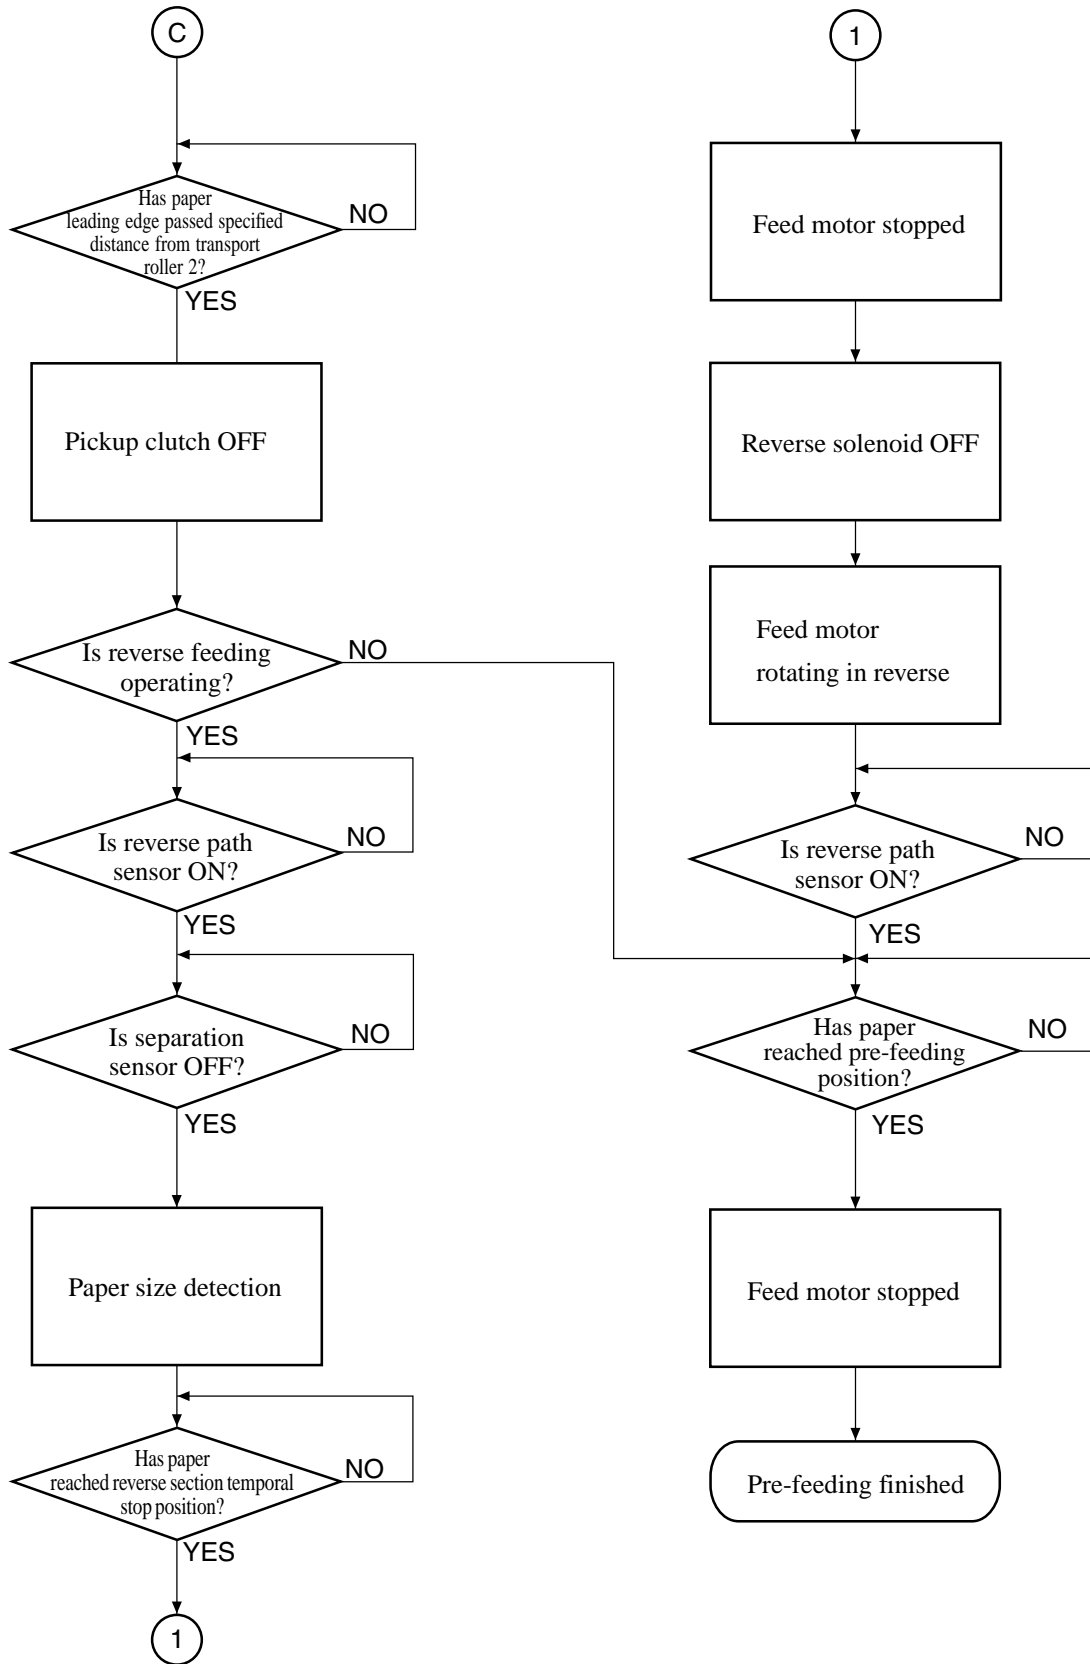 C
Has paper
leading edge passed specified
distance from transport
roller 2?
NO
YES
Pickup clutch OFF
Is reverse feeding
operating?
NO
YES
Is reverse path
sensor ON?
NO
YES
Is separation
sensor OFF?
NO
YES
Paper size detection
Has paper
reached reverse section temporal
stop position?
NO
YES
1
1
Feed motor stopped
Reverse solenoid OFF
Feed motor
rotating in reverse
Is reverse path
sensor ON?
NO
YES
Has paper
reached pre-feeding
position?
NO
YES
Feed motor stopped
Pre-feeding finished